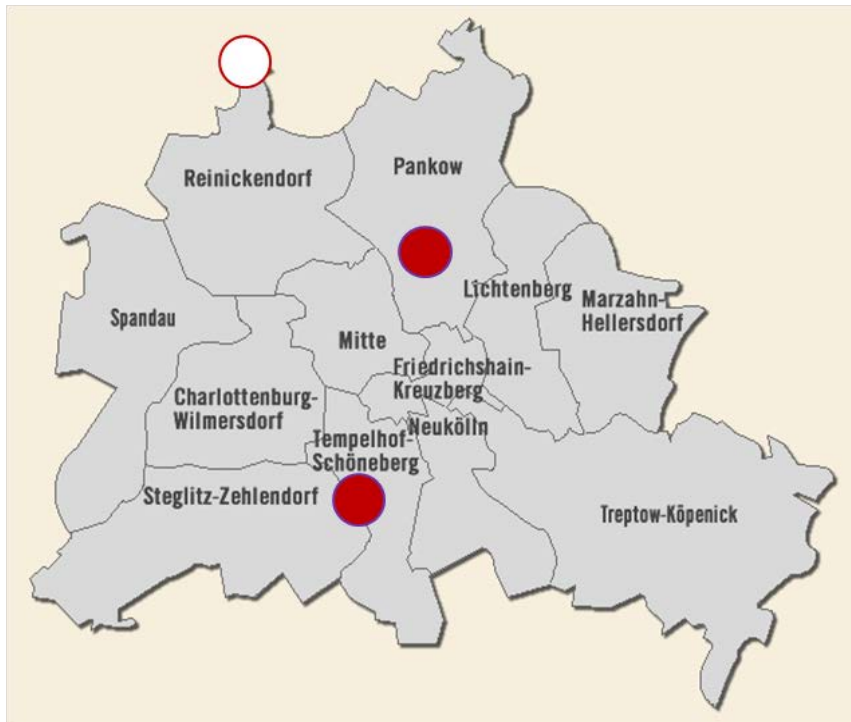 Reinickendorf
Pankow
Spandau
Mitte
Lichtenberg
Marzahn-
Hellersdorf
Friedrichshain-
Kreuzberg
Charlottenburg-
Wilmersdorf
Tempelhof-
Schöneberg
Neukölln
Steglitz-Zehlendorf
Treptow-Köpenick